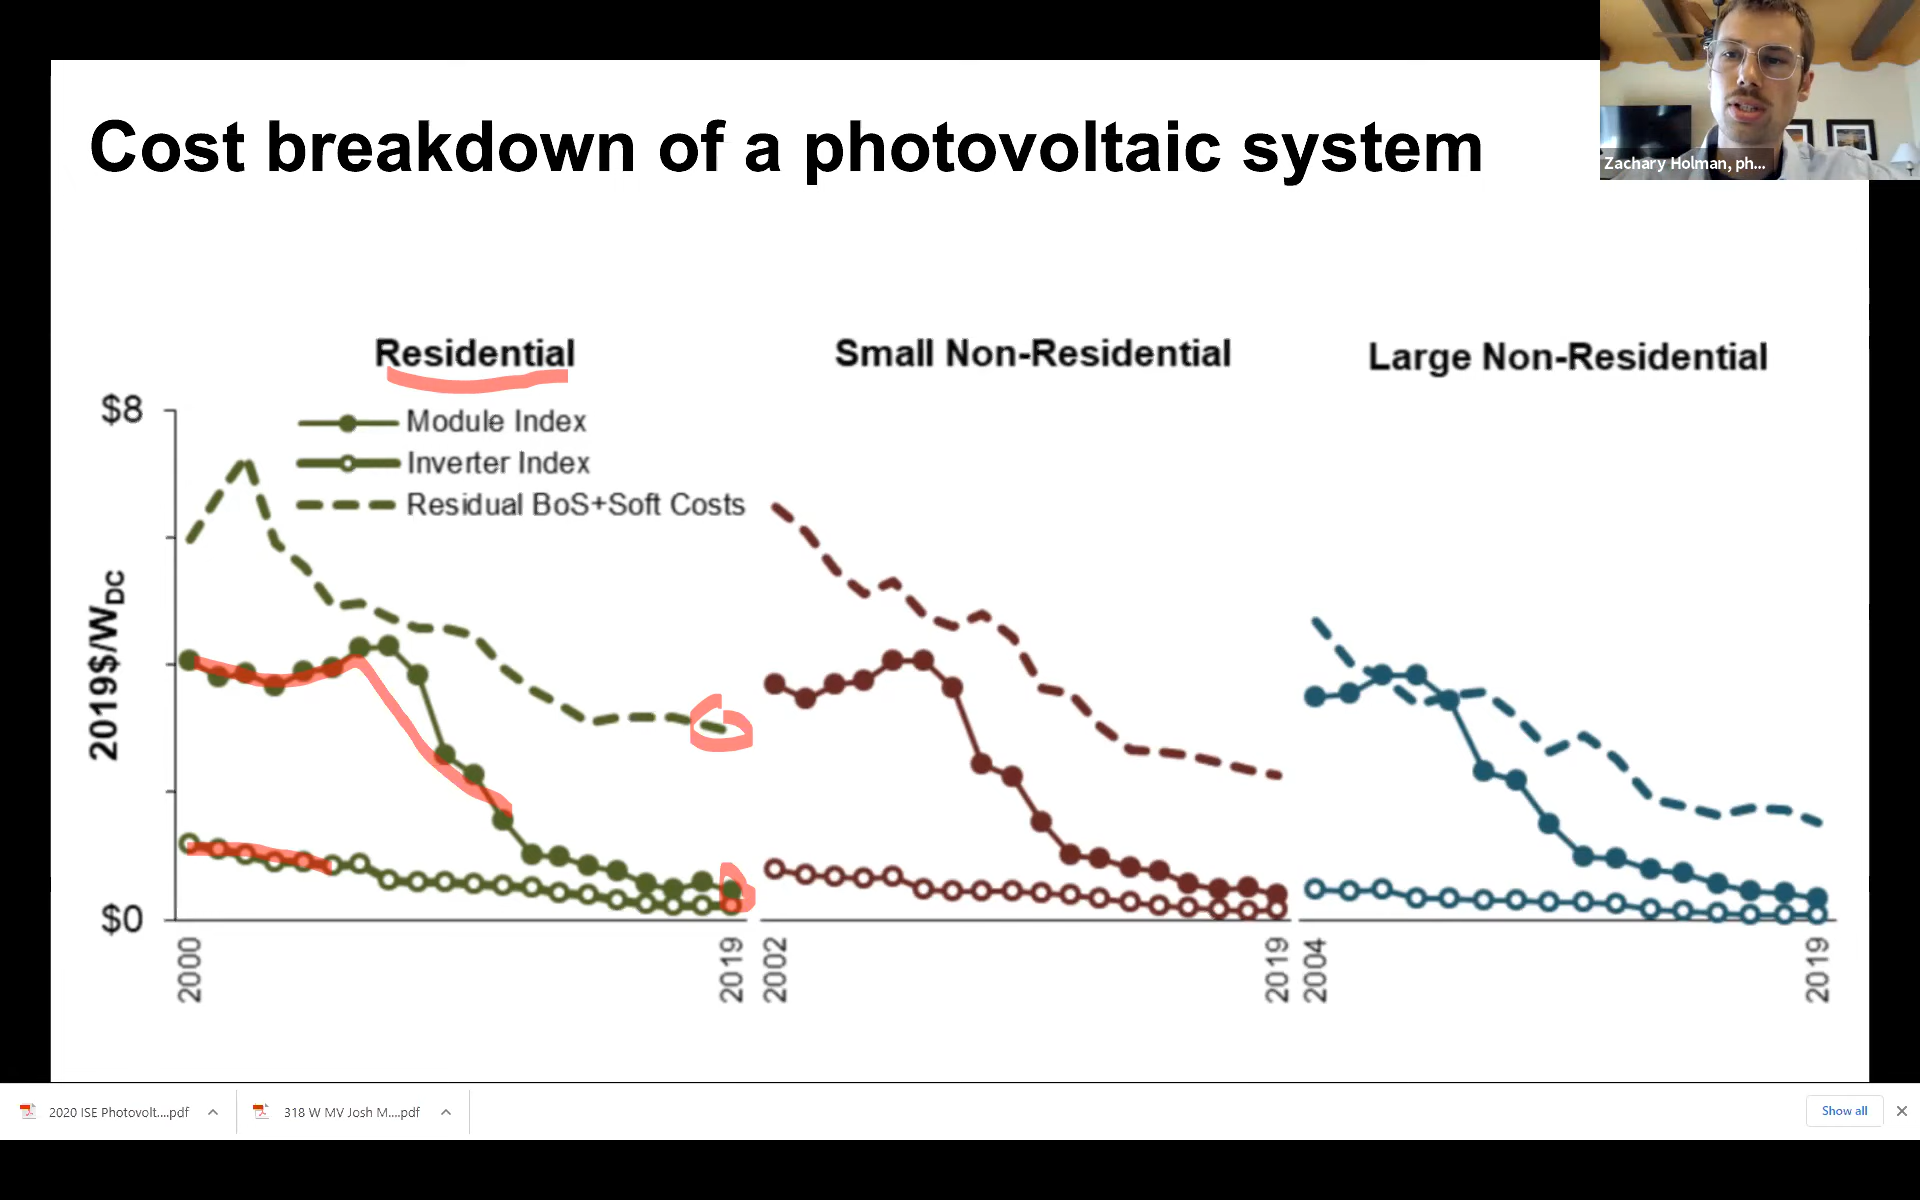 Cost breakdown of a photovoltaic system
Zachary Holman, ph...
Residential
Small Non-Residential
Large Non-Residential
$8
Module Index
Inverter Index
Residual BoS+Soft Costs
2019$/WDC
$0
2000
2019
2002
2019
2004
2019
2020 ISE Photovolt....pdf
318 W MV Josh M....pdf
Show all